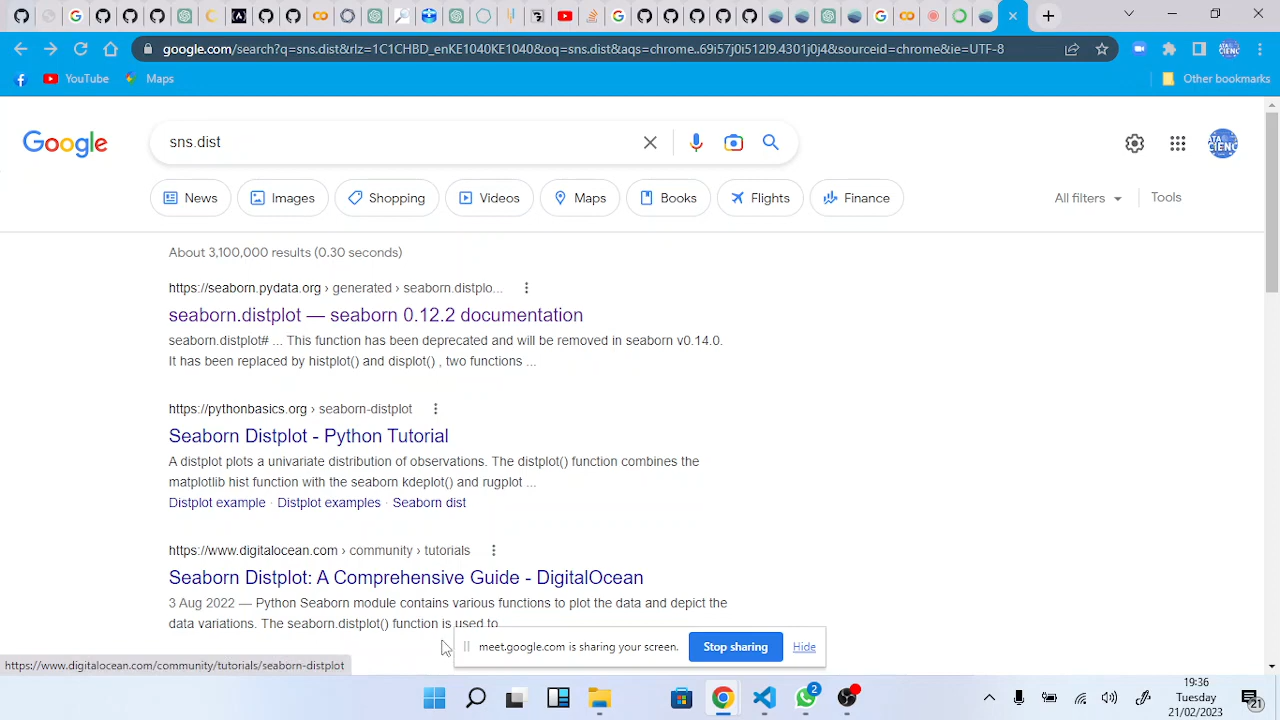 google.com/search?q=sns.dist&rlz=1C1CHBD_enKE1040KE1040&oq=sns.dist&aqs=chrome..69i57j0i512l9.4301j0j4&sourceid=chrome&ie=UTF-8
YouTube Maps Other bookmarks
Google sns.dist
News Images Shopping Videos Maps Books Flights Finance All filters Tools
About 3,100,000 results (0.30 seconds)
https://seaborn.pydata.org › generated › seaborn.distplo...
seaborn.distplot — seaborn 0.12.2 documentation
seaborn.distplot# ... This function has been deprecated and will be removed in seaborn v0.14.0.
It has been replaced by histplot() and displot() , two functions ...
https://pythonbasics.org › seaborn-distplot
Seaborn Distplot - Python Tutorial
A distplot plots a univariate distribution of observations. The distplot() function combines the
matplotlib hist function with the seaborn kdeplot() and rugplot ...
Distplot example · Distplot examples · Seaborn dist
https://www.digitalocean.com › community › tutorials
Seaborn Distplot: A Comprehensive Guide - DigitalOcean
3 Aug 2022 — Python Seaborn module contains various functions to plot the data and depict the
data variations. The seaborn.distplot() function is used to
meet.google.com is sharing your screen. Stop sharing Hide
https://www.digitalocean.com/community/tutorials/seaborn-distplot
2
19:36
Tuesday
21/02/2023
21